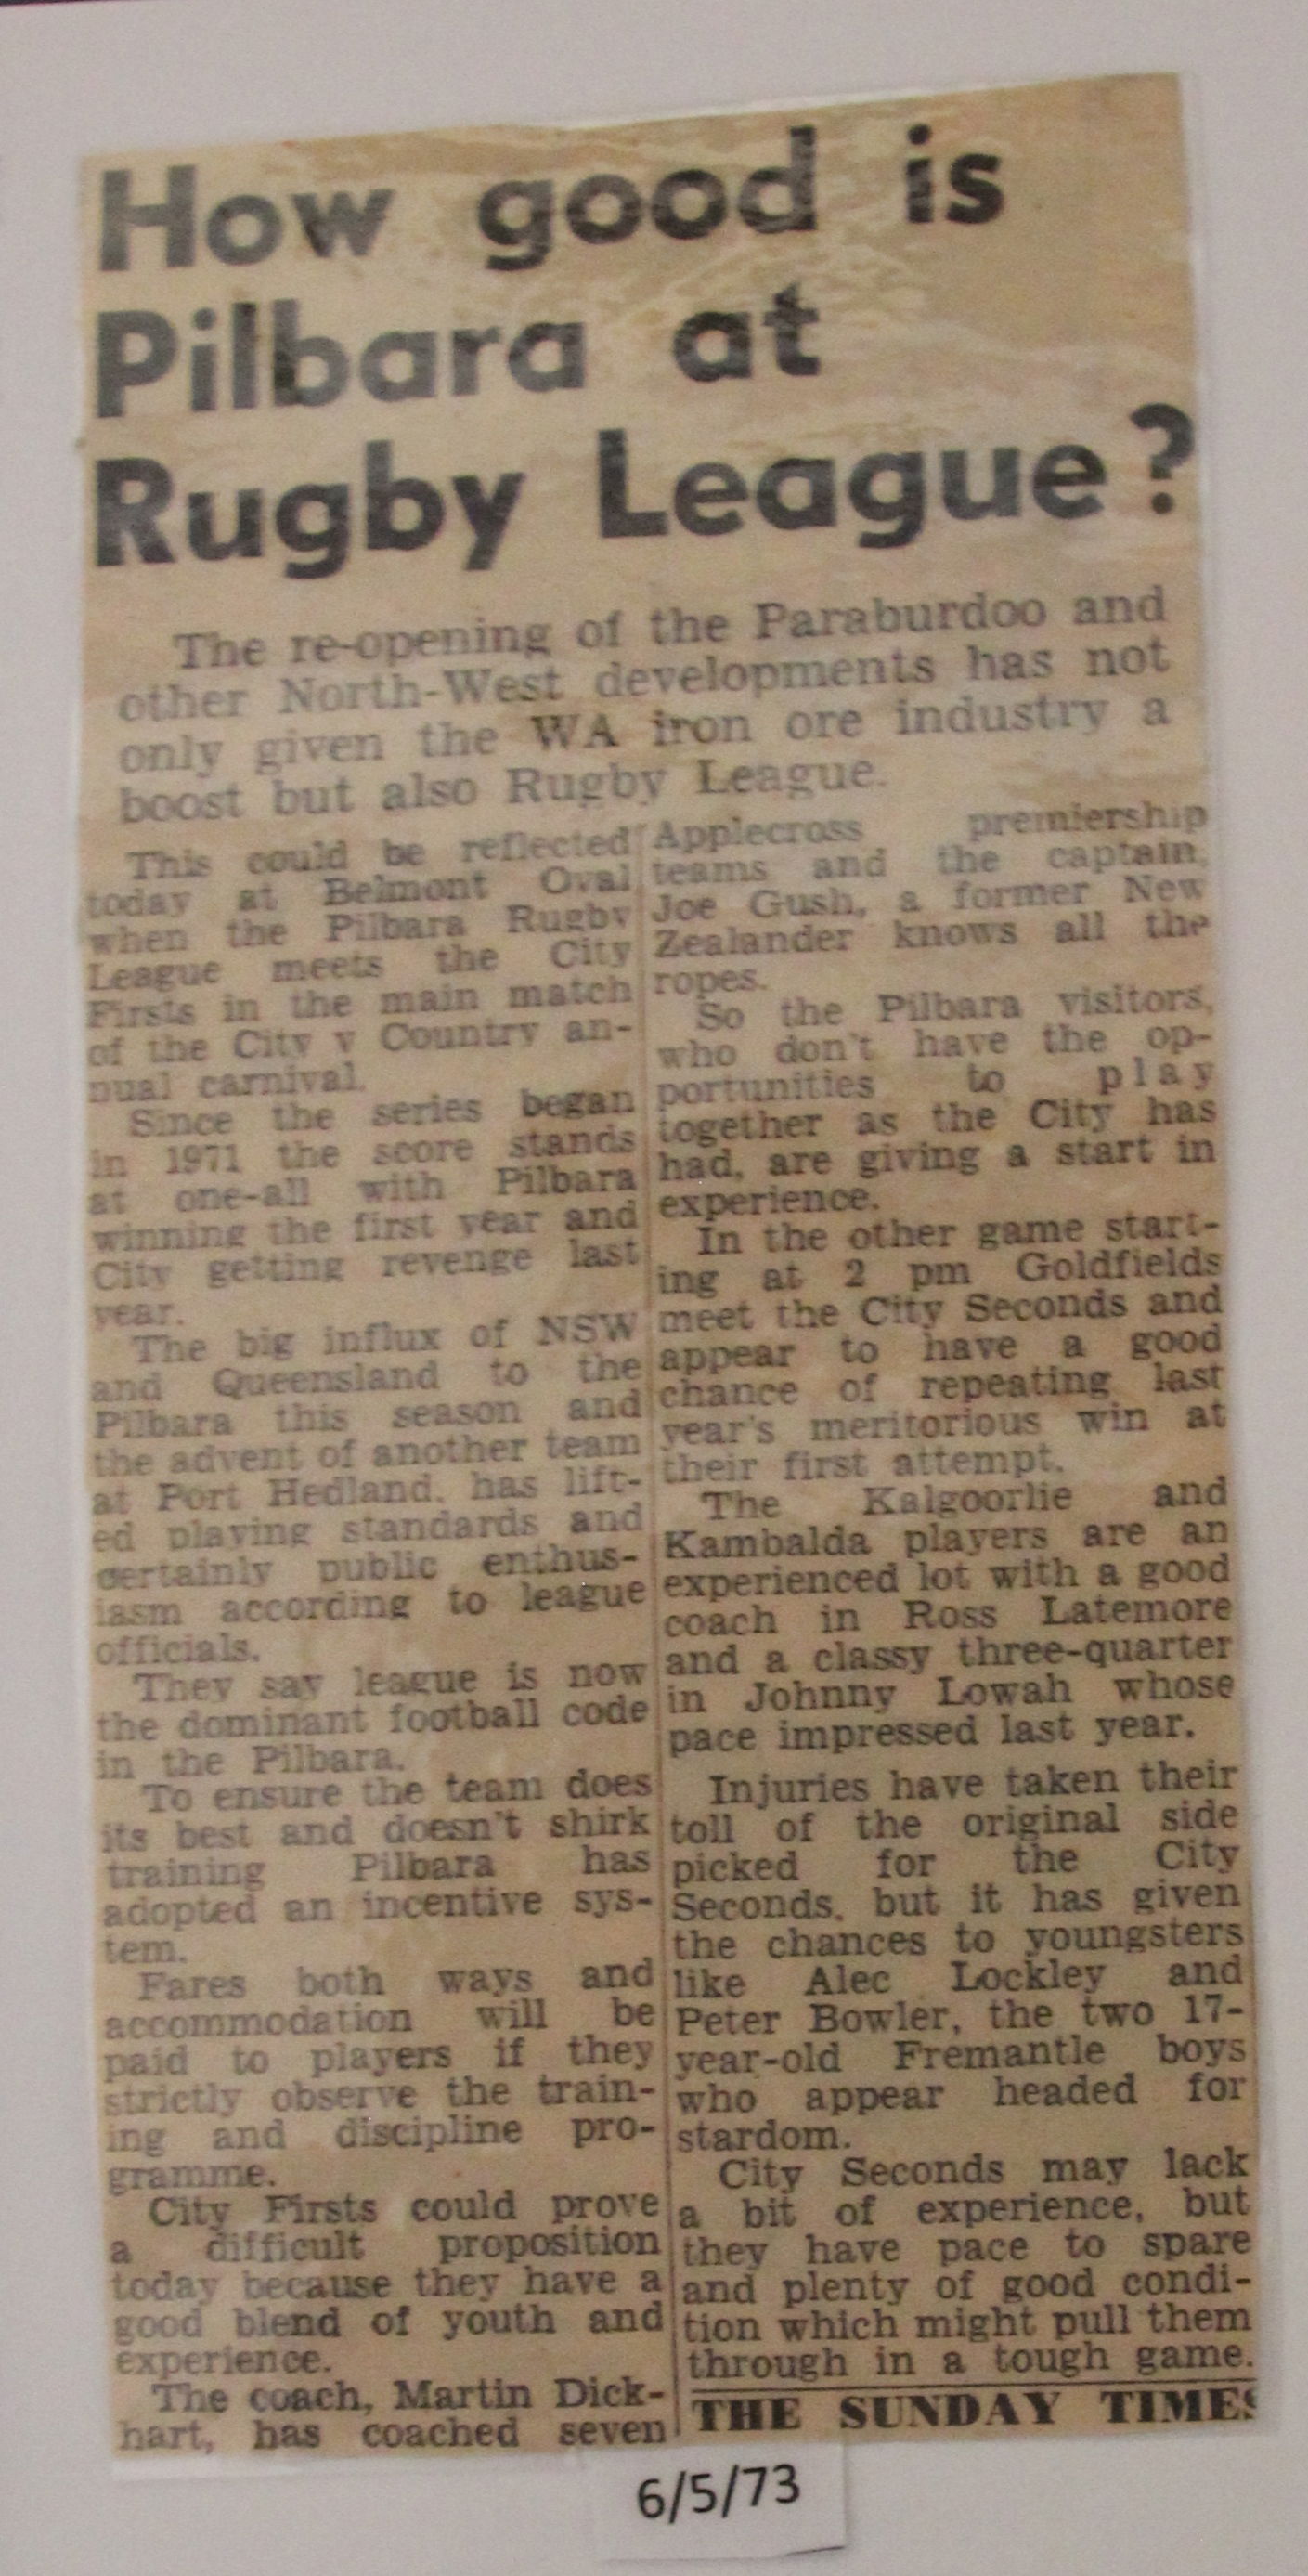 How good is
Pilbara at
Rugby League?
The re-opening of the Paraburdoo and
other North-West developments has not
only given the WA iron ore industry a
boost but also Rugby League.
This could be reflected
today at Belmont Oval
when the Pilbara Rugby
League meets the City
Firsts in the main match
of the City v Country an-
nual carnival.
Since the series began
in 1971 the score stands
at one-all with Pilbara
winning the first year and
City getting revenge last
year.
The big influx of NSW
and Queensland to the
Pilbara this season and
the advent of another team
at Port Hedland, has lift-
ed playing standards and
certainly public enthus-
iasm according to league
officials.
They say league is now
the dominant football code
in the Pilbara.
To ensure the team does
its best and doesn't shirk
training Pilbara has
adopted an incentive sys-
tem.
Fares both ways and
accommodation will be
paid to players if they
strictly observe the train-
ing and discipline pro-
gramme.
City Firsts could prove
a difficult proposition
today because they have a
good blend of youth and
experience.
The coach, Martin Dick-
hart, has coached seven
Applecross premiership
teams and the captain,
Joe Gush, a former New
Zealander knows all the
ropes.
So the Pilbara visitors,
who don't have the op-
portunities to play
together as the City has
had, are giving a start in
experience.
In the other game start-
ing at 2 pm Goldfields
meet the City Seconds and
appear to have a good
chance of repeating last
year's meritorious win at
their first attempt.
The Kalgoorlie and
Kambalda players are an
experienced lot with a good
coach in Ross Latemore
and a classy three-quarter
in Johnny Lowah whose
pace impressed last year.
Injuries have taken their
toll of the original side
picked for the City
Seconds, but it has given
the chances to youngsters
like Alec Lockley and
Peter Bowler, the two 17-
year-old Fremantle boys
who appear headed for
stardom.
City Seconds may lack
a bit of experience, but
they have pace to spare
and plenty of good condi-
tion which might pull them
through in a tough game.
THE SUNDAY TIMES
6/5/73